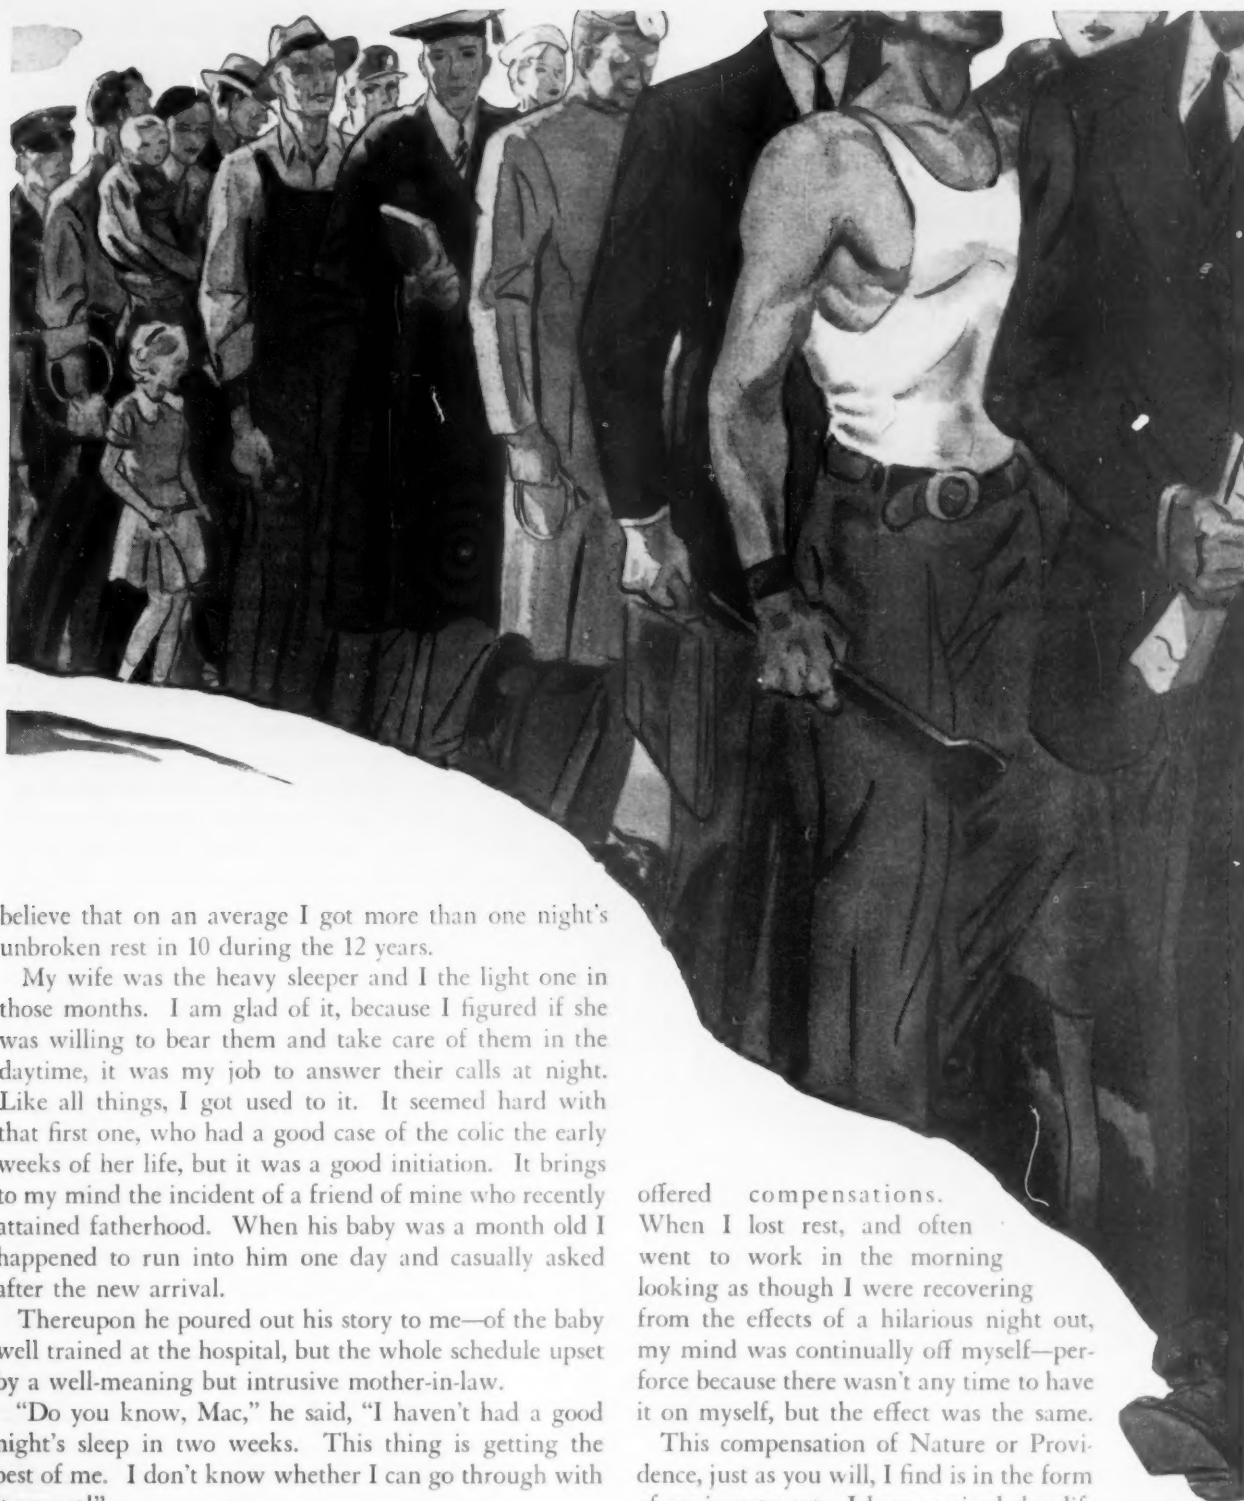 believe that on an average I got more than one night's
unbroken rest in 10 during the 12 years.
My wife was the heavy sleeper and I the light one in
those months. I am glad of it, because I figured if she
was willing to bear them and take care of them in the
daytime, it was my job to answer their calls at night.
Like all things, I got used to it. It seemed hard with
that first one, who had a good case of the colic the early
weeks of her life, but it was a good initiation. It brings
to my mind the incident of a friend of mine who recently
attained fatherhood. When his baby was a month old I
happened to run into him one day and casually asked
after the new arrival.
Thereupon he poured out his story to me—of the baby
well trained at the hospital, but the whole schedule upset
by a well-meaning but intrusive mother-in-law.
“Do you know, Mac,” he said, “I haven't had a good
night's sleep in two weeks. This thing is getting the
best of me. I don't know whether I can go through with
offered compensations.
When I lost rest, and often
went to work in the morning
looking as though I were recovering
from the effects of a hilarious night out,
my mind was continually off myself—per-
force because there wasn't any time to have
it on myself, but the effect was the same.
This compensation of Nature or Provi-
dence, just as you will, I find is in the form